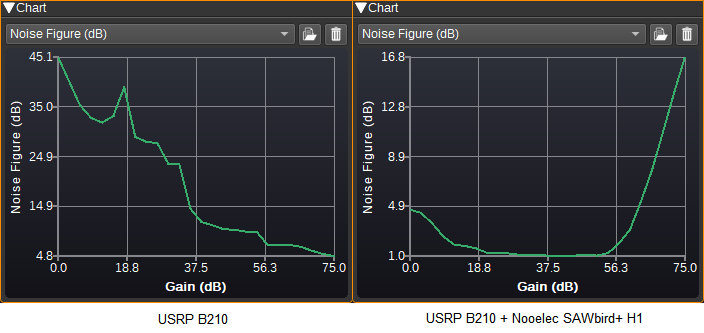 Chart
Noise Figure (dB)
45.1
35.0
24.9
14.9
4.8
Noise Figure (dB)
0.0 18.8 37.5 56.3 75.0
Gain (dB)
USRP B210
Chart
Noise Figure (dB)
16.8
12.8
8.9
4.9
1.0
Noise Figure (dB)
0.0 18.8 37.5 56.3 75.0
Gain (dB)
USRP B210 + Nooelec SAWbird+ H1